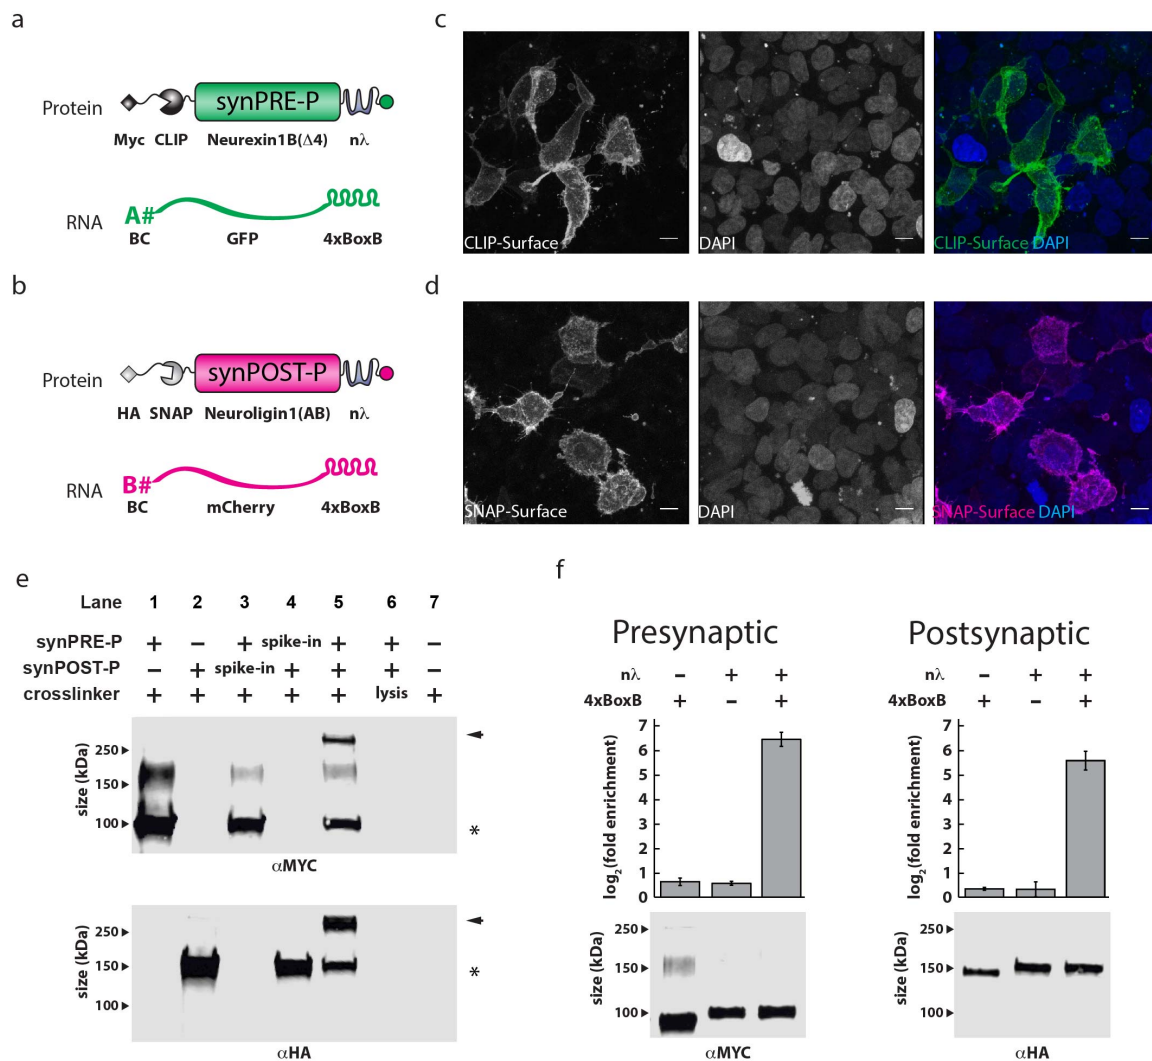 a
Protein
synPRE-P
Myc CLIP Neurexin1B(Δ4) nλ
RNA
A#
BC GFP 4xBoxB
b
Protein
synPOST-P
HA SNAP Neuroligin1(AB) nλ
RNA
B#
BC mCherry 4xBoxB
c
CLIP-Surface
DAPI
CLIP-Surface DAPI
d
SNAP-Surface
DAPI
SNAP-Surface DAPI
e
Lane 1 2 3 4 5 6 7
synPRE-P + – + spike-in + + –
synPOST-P – + spike-in + + + –
crosslinker + + + + + lysis +
size (kDa)
250
150
100
*
αMYC
size (kDa)
250
150
100
*
αHA
f
Presynaptic
nλ – + +
4xBoxB + – +
log2(fold enrichment)
7
6
5
4
3
2
1
0
size (kDa)
250
150
100
αMYC
Postsynaptic
nλ – + +
4xBoxB + – +
log2(fold enrichment)
7
6
5
4
3
2
1
0
size (kDa)
250
150
100
αHA